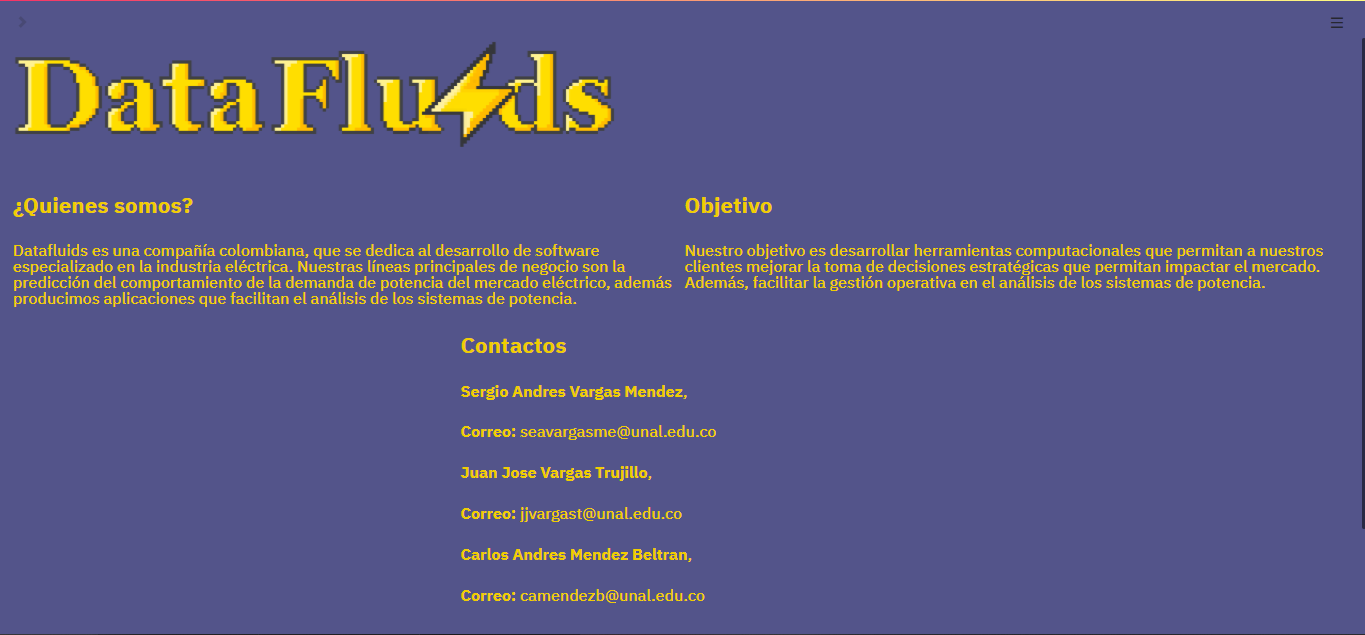 DataFluids
¿Quienes somos?
Datafluids es una compañía colombiana, que se dedica al desarrollo de software
especializado en la industria eléctrica. Nuestras líneas principales de negocio son la
predicción del comportamiento de la demanda de potencia del mercado eléctrico, además
producimos aplicaciones que facilitan el análisis de los sistemas de potencia.
Objetivo
Nuestro objetivo es desarrollar herramientas computacionales que permitan a nuestros
clientes mejorar la toma de decisiones estratégicas que permitan impactar el mercado.
Además, facilitar la gestión operativa en el análisis de los sistemas de potencia.
Contactos
Sergio Andres Vargas Mendez,
Correo: seavargasme@unal.edu.co
Juan Jose Vargas Trujillo,
Correo: jjvargast@unal.edu.co
Carlos Andres Mendez Beltran,
Correo: camendezb@unal.edu.co